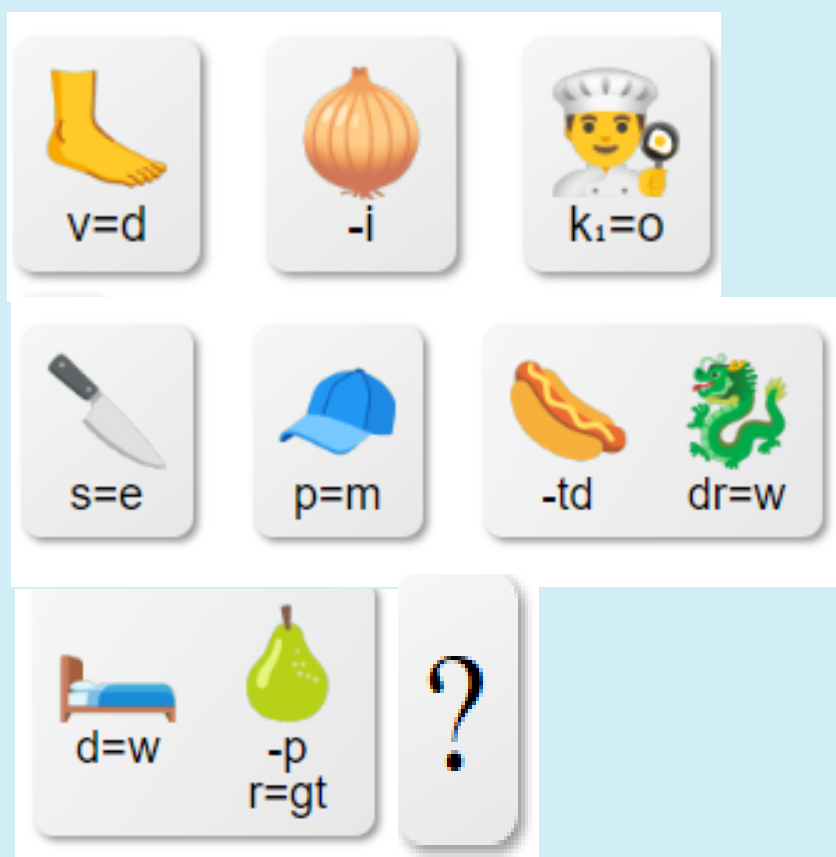 v=d -i k₁=o
s=e p=m -td dr=w
d=w -p ?
r=gt